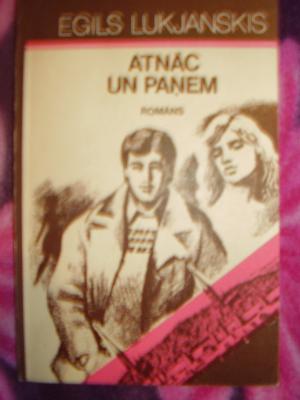 EGILS LUKJANSKIS
ATNĀC
UN PAŅEM
ROMĀNS